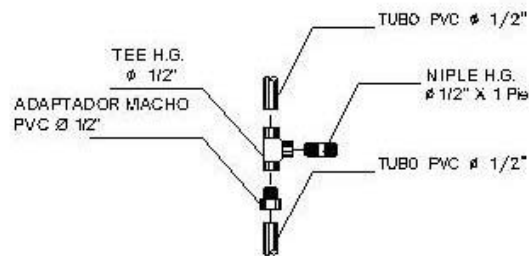 TUBO PVC ø 1/2"
TEE H.G.
ø 1/2"
NIPLE H.G.
ø 1/2" X 1 Pie
ADAPTADOR MACHO
PVC Ø 1/2"
TUBO PVC ø 1/2"